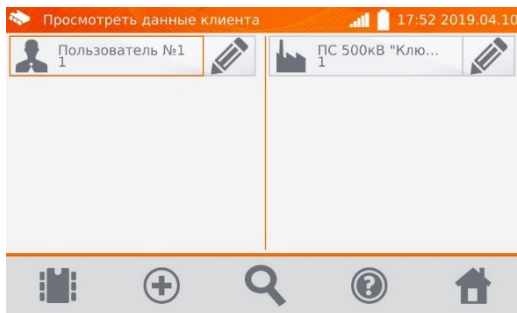 Просмотреть данные клиента
17:52 2019.04.10
Пользователь №1
1
ПС 500кВ "Клю...
1